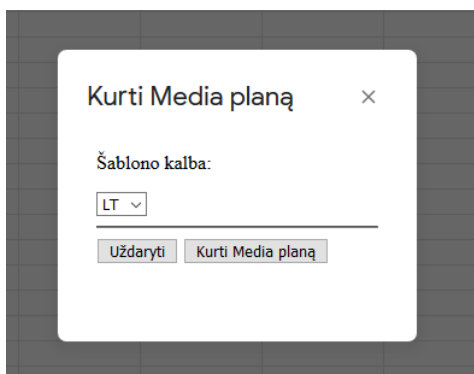 Kurti Media planą
Šablono kalba:
LT
Uždaryti Kurti Media planą